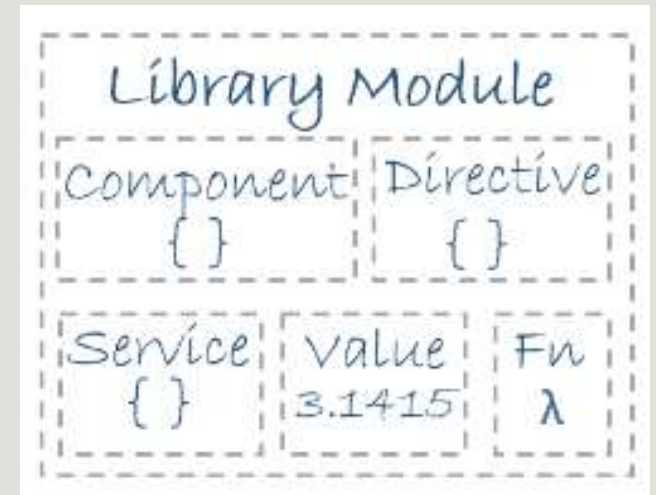 Library Module
Component Directive
{ } { }
Service Value Fn
{ } 3.1415 λ